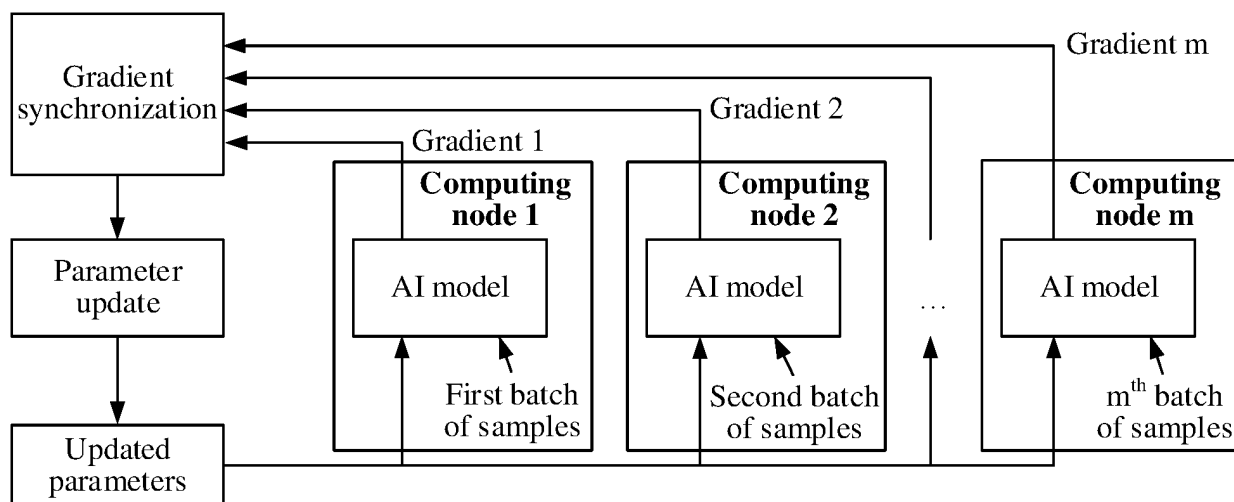 Gradient
synchronization
Gradient m
Gradient 2
Gradient 1
Computing
node 1
Computing
node 2
Computing
node m
Parameter
update
AI model
AI model
...
AI model
First batch
of samples
Second batch
of samples
mth batch
of samples
Updated
parameters